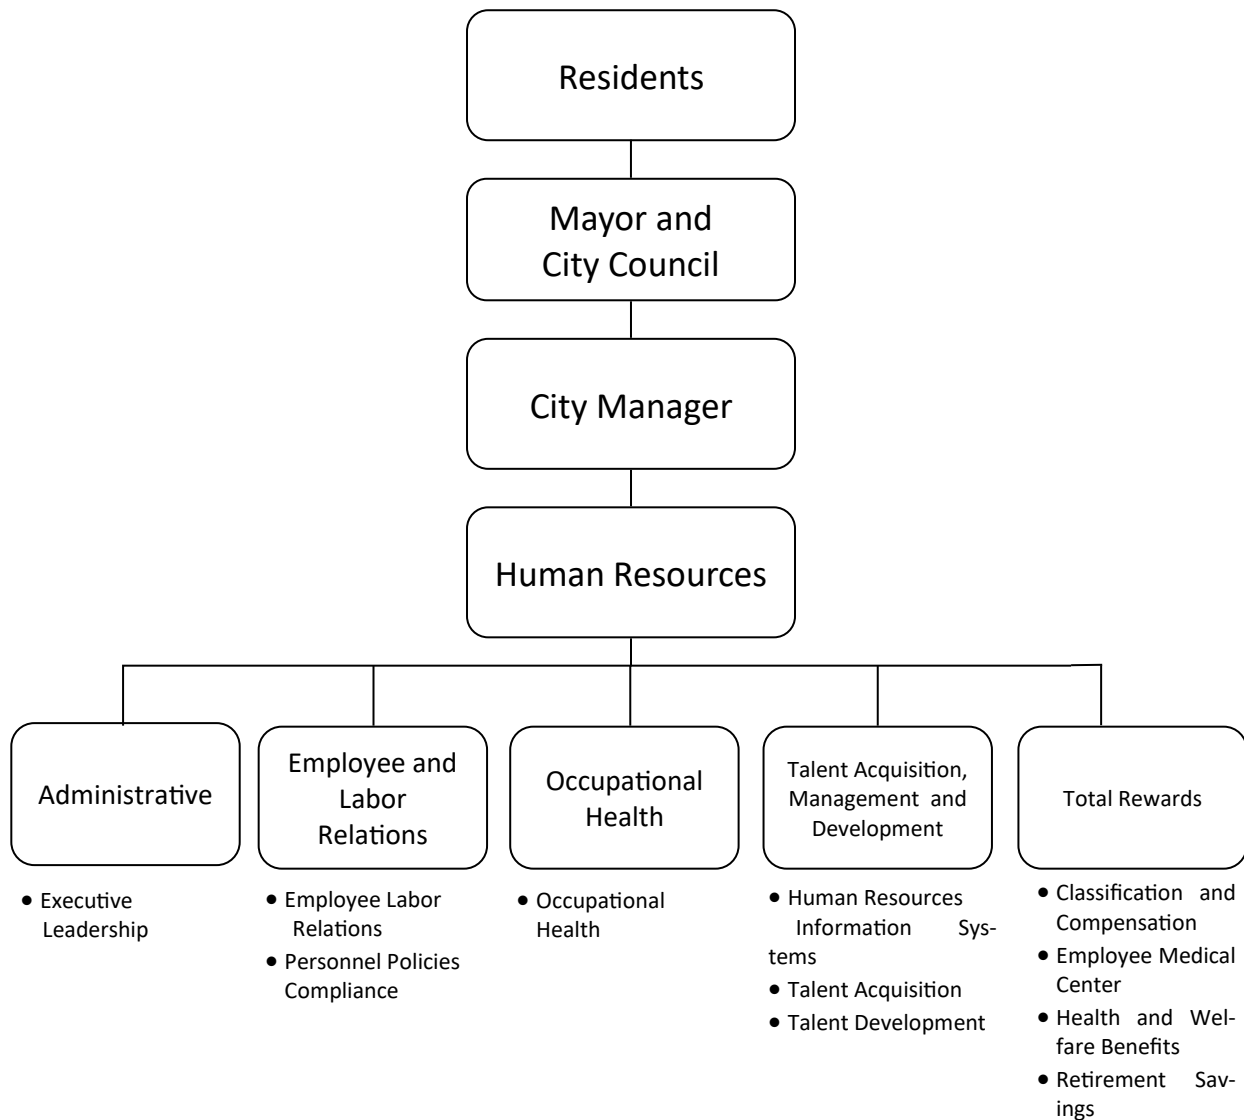 Residents
Mayor and
City Council
City Manager
Human Resources
Administrative
Employee and
Labor
Relations
Occupational
Health
Talent Acquisition,
Management and
Development
Total Rewards
• Executive
Leadership
• Employee Labor
Relations
• Personnel Policies
Compliance
• Occupational
Health
• Human Resources
Information Sys-
tems
• Talent Acquisition
• Talent Development
• Classification and
Compensation
• Employee Medical
Center
• Health and Wel-
fare Benefits
• Retirement Sav-
ings